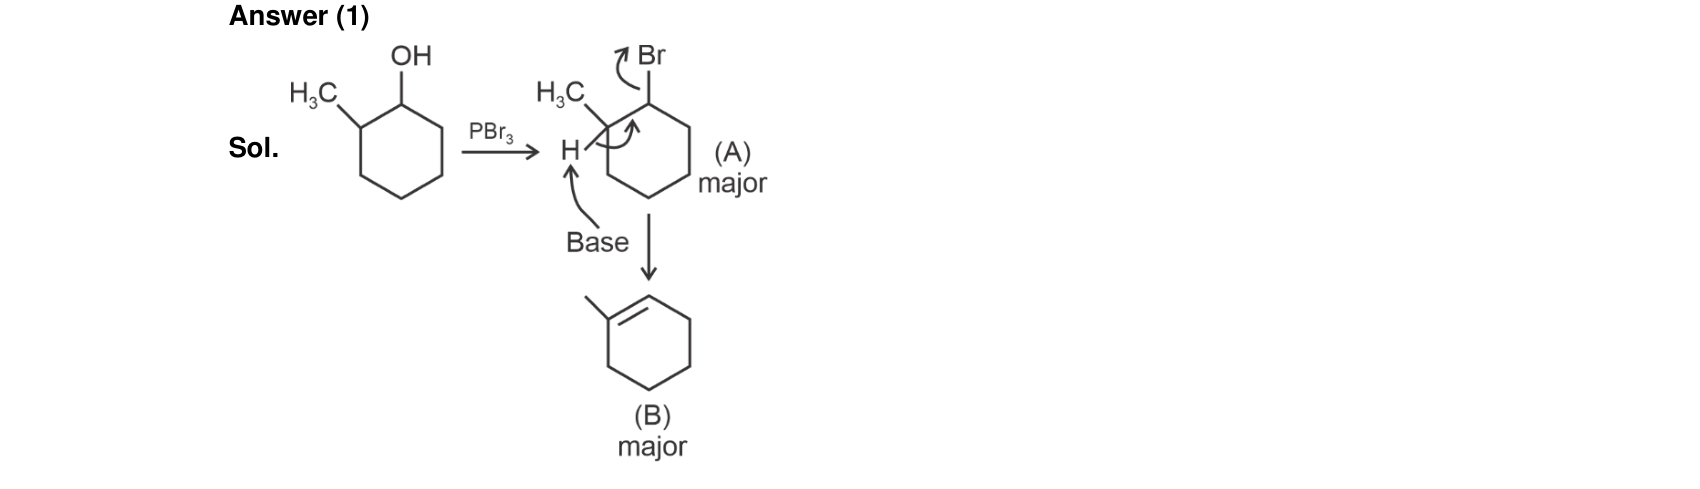 Answer (1)
OH
Br
H₃C
H₃C
PBr₃
Sol.
H
(A)
major
Base
(B)
major